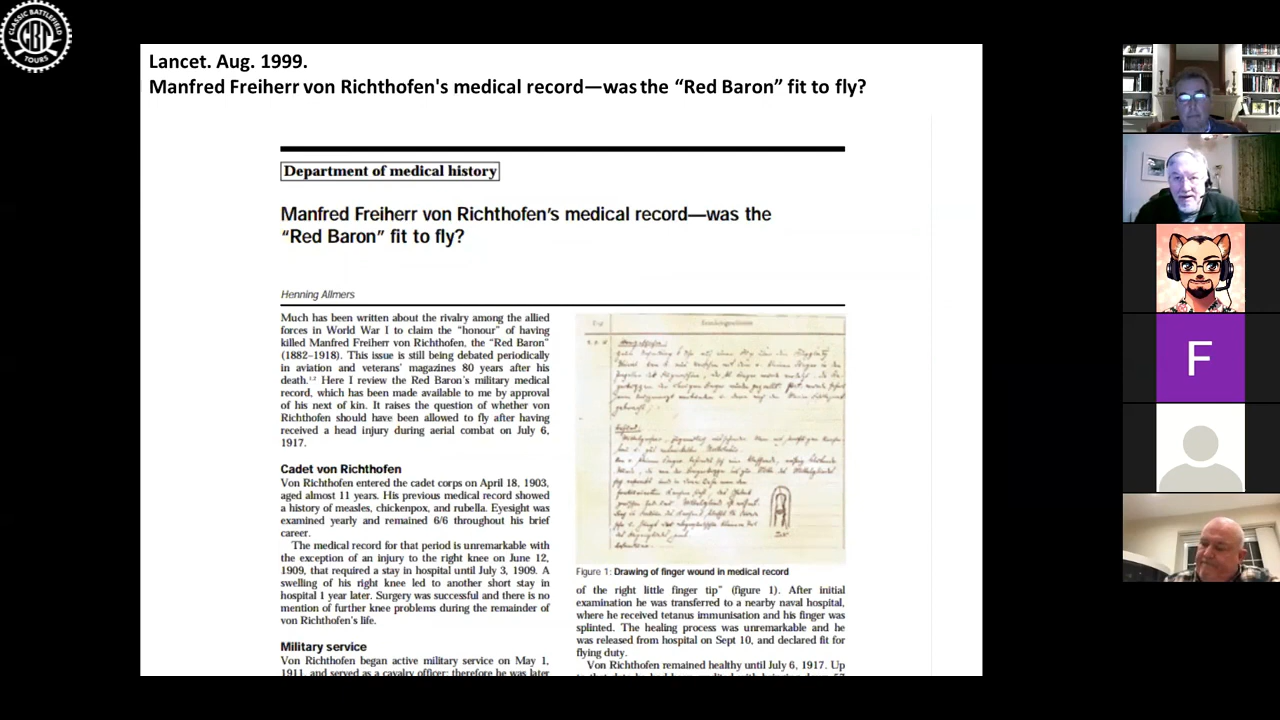 CLASSIC BATTLEFIELD
CBT
TOURS
Lancet. Aug. 1999.
Manfred Freiherr von Richthofen's medical record—was the “Red Baron” fit to fly?
Department of medical history
Manfred Freiherr von Richthofen’s medical record—was the
“Red Baron” fit to fly?
Henning Allmers
Much has been written about the rivalry among the allied
forces in World War I to claim the “honour” of having
killed Manfred Freiherr von Richthofen, the “Red Baron”
(1882–1918). This issue is still being debated periodically
in aviation and veterans’ magazines 80 years after his
death.¹,² Here I review the Red Baron’s military medical
record, which has been made available to me by approval
of his next of kin. It raises the question of whether von
Richthofen should have been allowed to fly after having
received a head injury during aerial combat on July 6,
1917.
Cadet von Richthofen
Von Richthofen entered the cadet corps on April 18, 1903,
aged almost 11 years. His previous medical record showed
a history of measles, chickenpox, and rubella. Eyesight was
examined yearly and remained 6/6 throughout his brief
career.
The medical record for that period is unremarkable with
the exception of an injury to the right knee on June 12,
1909, that required a stay in hospital until July 3, 1909. A
swelling of his right knee led to another short stay in
hospital 1 year later. Surgery was successful and there is no
mention of further knee problems during the remainder of
von Richthofen’s life.
Military service
Von Richthofen began active military service on May 1,
1911, and served as a cavalry officer; therefore he was later
Figure 1: Drawing of finger wound in medical record
of the right little finger tip” (figure 1). After initial
examination he was transferred to a nearby naval hospital,
where he received tetanus immunisation and his finger was
splinted. The healing process was unremarkable and he
was released from hospital on Sept 10, and declared fit for
flying duty.
Von Richthofen remained healthy until July 6, 1917. Up
F